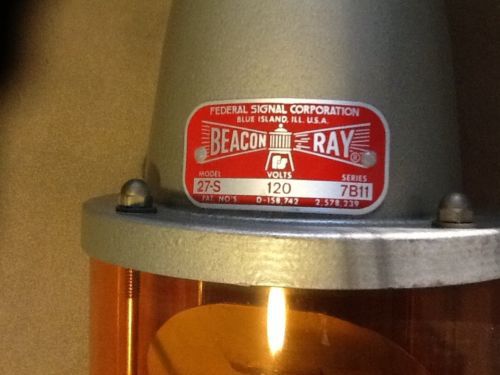 FEDERAL SIGNAL CORPORATION
BLUE ISLAND, ILL. U.S.A.
BEACON RAY ®
FS
MODEL VOLTS SERIES
27-S 120 7B11
PAT. NO'S D-158,742 2,578,239